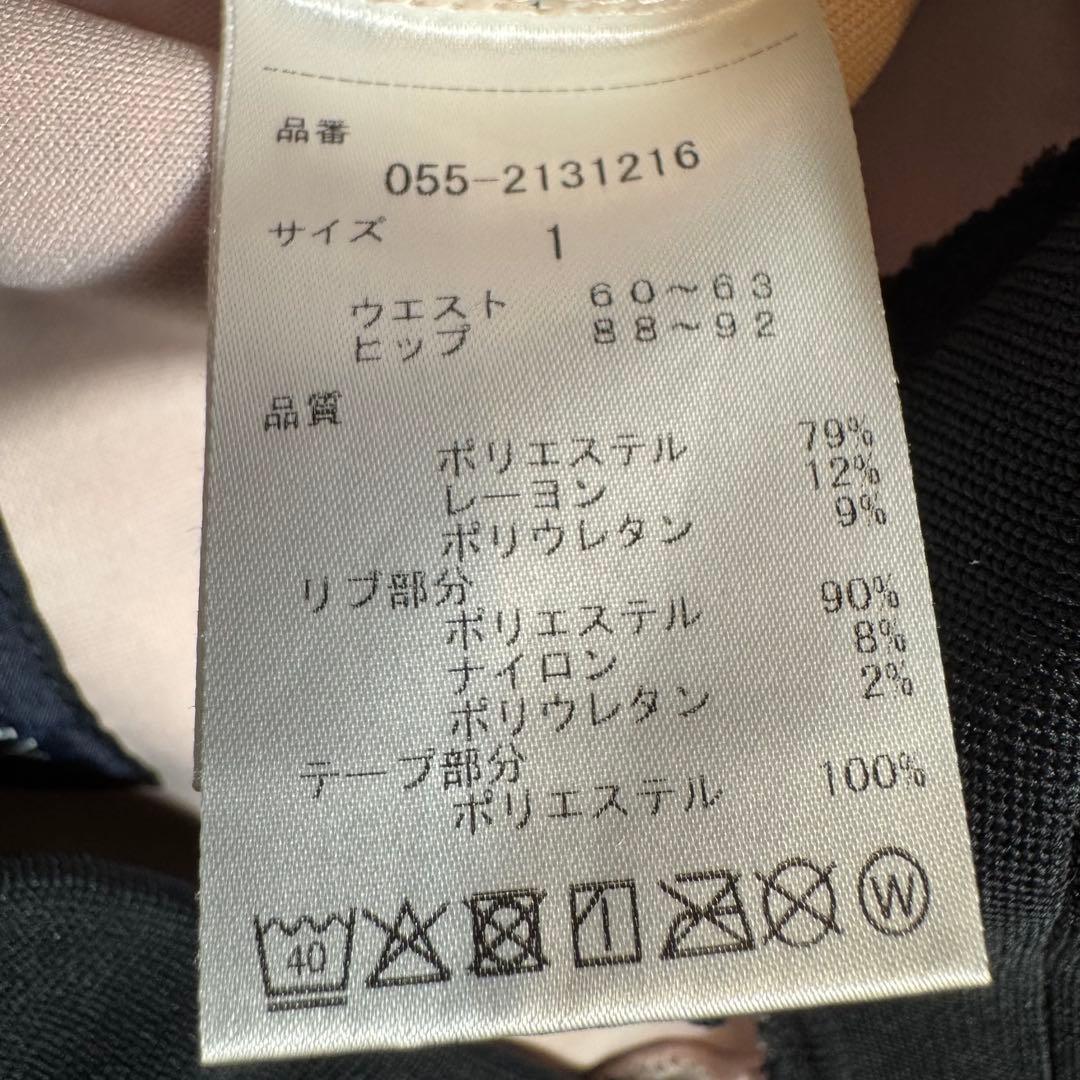 品番
055-2131216
サイズ 1
ウエスト 60～63
ヒップ 88～92
品質
ポリエステル 79%
レーヨン 12%
ポリウレタン 9%
リブ部分
ポリエステル 90%
ナイロン 8%
ポリウレタン 2%
テープ部分
ポリエステル 100%
40
W